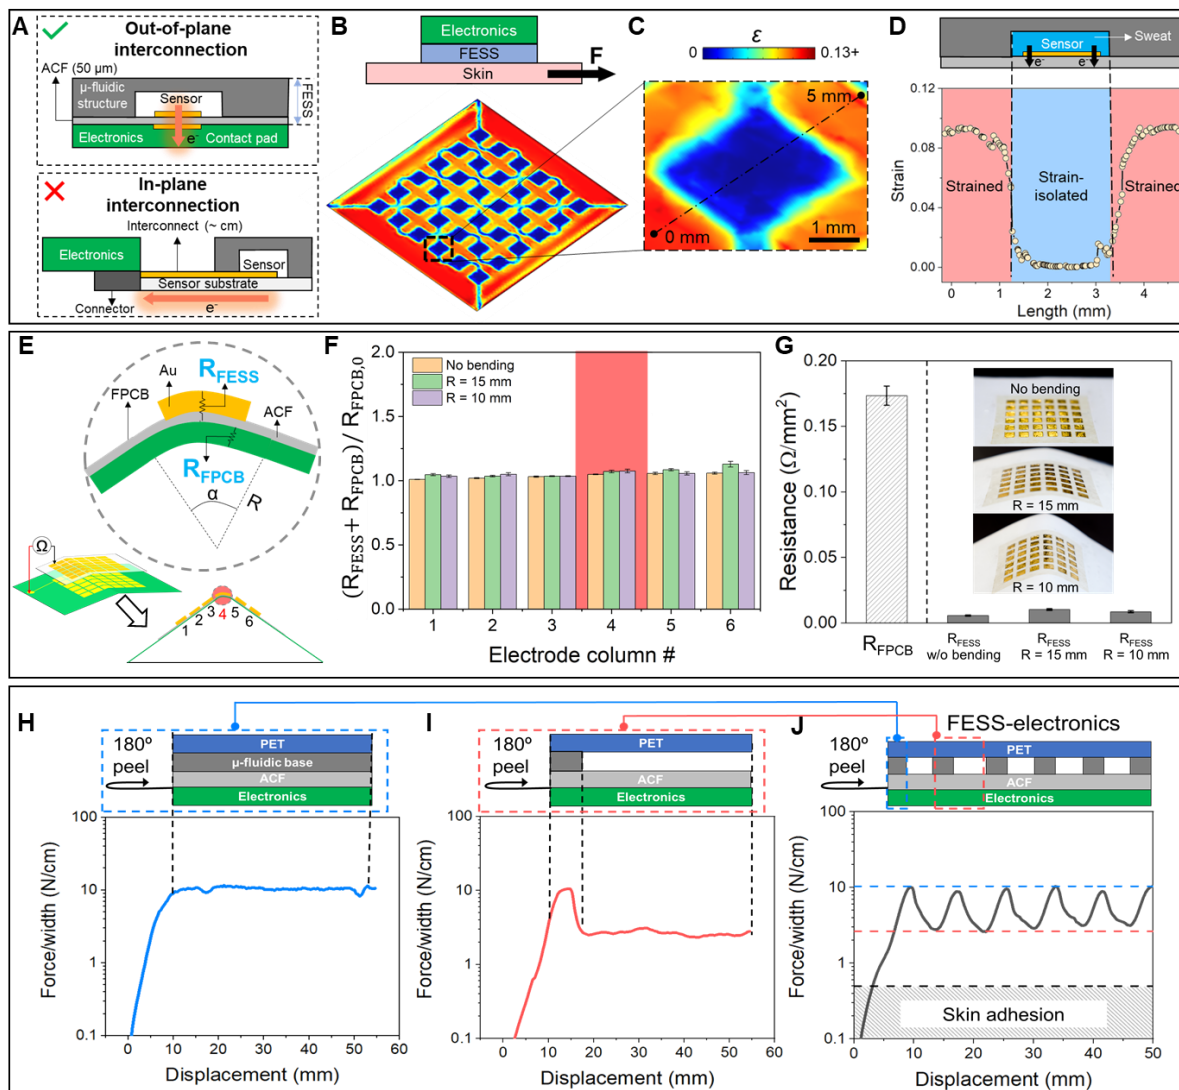 A
Out-of-plane
interconnection
ACF (50 µm)
µ-fluidic
structure
Sensor
FESS
Electronics
e-
Contact pad
In-plane
interconnection
Interconnect (~ cm)
Electronics
Sensor
Sensor substrate
Connector
e-
B
Electronics
FESS
Skin
F
C
ε
0
0.13+
5 mm
0 mm
1 mm
D
Sensor
Sweat
e-
e-
0.12
0.08
0.04
0.00
Strain
Strained
Strain-
isolated
Strained
0
1
2
3
4
Length (mm)
E
Au
RFESS
FPCB
ACF
RFPCB
α
R
Ω
1
2
3
4
5
6
F
2.0
1.5
1.0
0.5
0.0
(RFESS+ RFPCB)/ RFPCB,0
No bending
R = 15 mm
R = 10 mm
1
2
3
4
5
6
Electrode column #
G
0.20
0.15
0.10
0.05
0.00
Resistance (Ω/mm²)
No bending
R = 15 mm
R = 10 mm
RFPCB
RFESS
w/o bending
RFESS
R = 15 mm
RFESS
R = 10 mm
H
180º
peel
PET
µ-fluidic base
ACF
Electronics
100
10
1
0.1
Force/width (N/cm)
0
10
20
30
40
50
60
Displacement (mm)
I
180º
peel
PET
ACF
Electronics
100
10
1
0.1
Force/width (N/cm)
0
20
40
60
Displacement (mm)
J
FESS-electronics
180º
peel
PET
ACF
Electronics
100
10
1
0.1
Force/width (N/cm)
Skin adhesion
0
10
20
30
40
50
Displacement (mm)